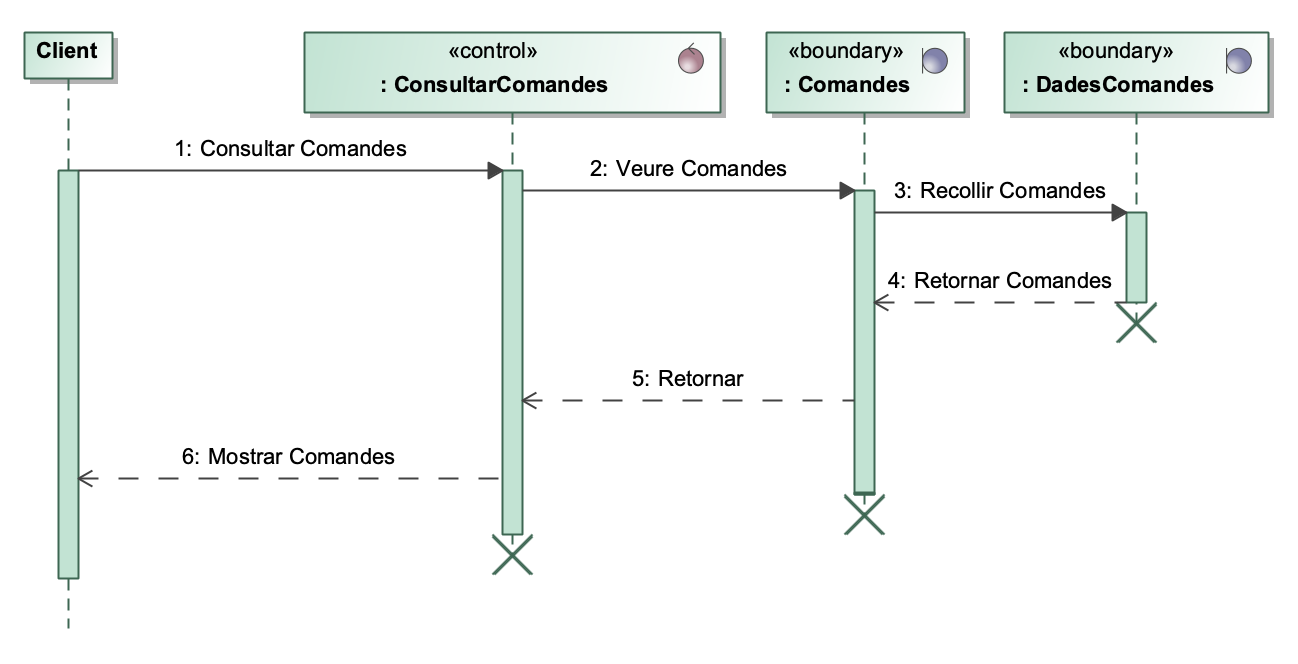 Client
«control»
: ConsultarComandes
«boundary»
: Comandes
«boundary»
: DadesComandes
1: Consultar Comandes
2: Veure Comandes
3: Recollir Comandes
4: Retornar Comandes
5: Retornar
6: Mostrar Comandes